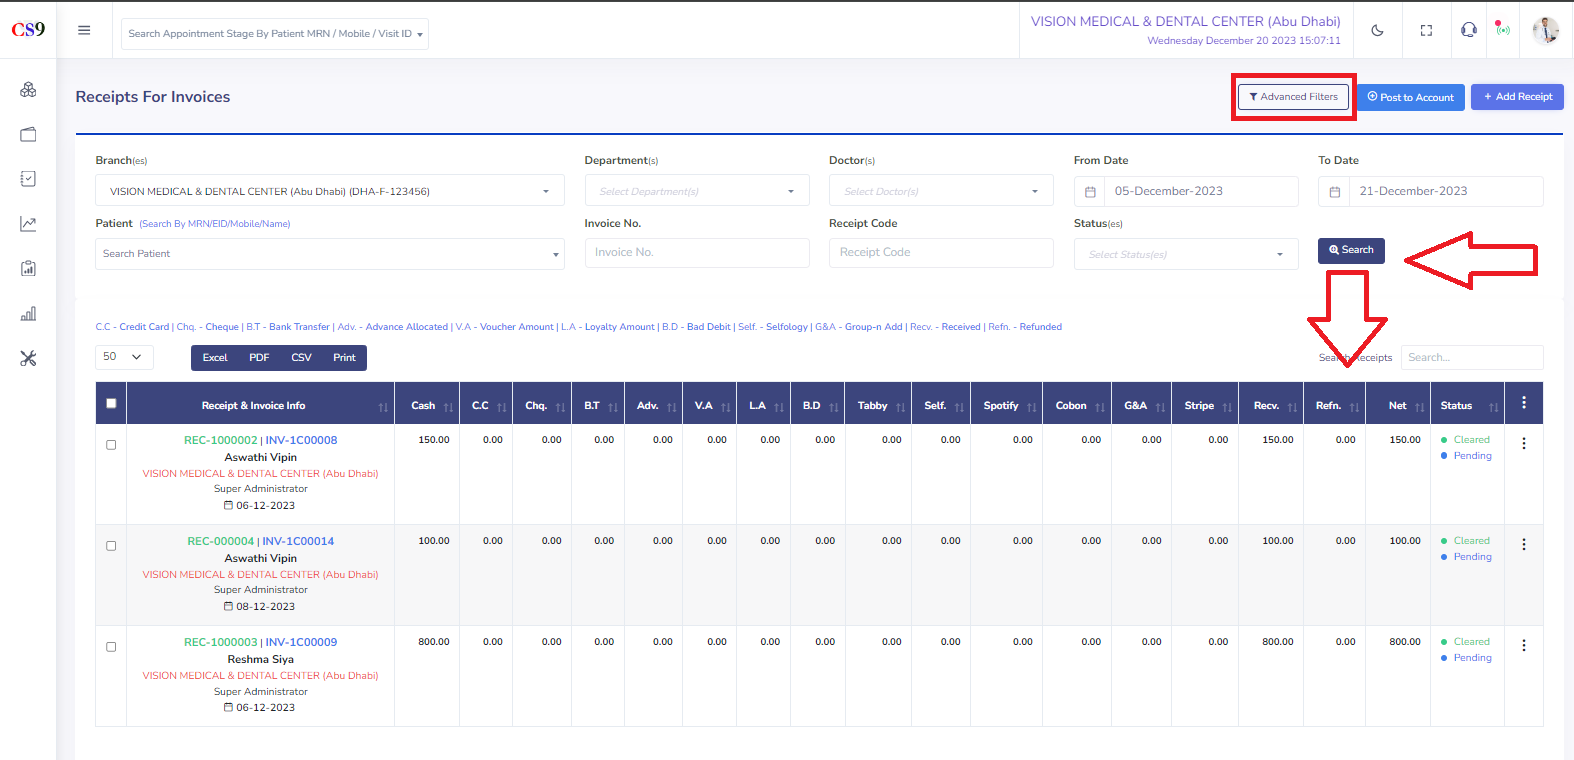 CS9
Search Appointment Stage By Patient MRN / Mobile / Visit ID
VISION MEDICAL & DENTAL CENTER (Abu Dhabi)
Wednesday December 20 2023 15:07:11
Receipts For Invoices
Advanced Filters
Post to Account
+ Add Receipt
Branch(es) Department(s) Doctor(s) From Date To Date
VISION MEDICAL & DENTAL CENTER (Abu Dhabi) (DHA-F-123456) Select Department(s) Select Doctor(s) 05-December-2023 21-December-2023
Patient (Search By MRN/EID/Mobile/Name) Invoice No. Receipt Code Status(es)
Search Patient Invoice No. Receipt Code Select Status(es) Search
C.C - Credit Card | Chq. - Cheque | B.T - Bank Transfer | Adv. - Advance Allocated | V.A - Voucher Amount | L.A - Loyalty Amount | B.D - Bad Debit | Self. - Selfology | G&A - Group-n Add | Recv. - Received | Refn. - Refunded
50 Excel PDF CSV Print Search Receipts Search...
Receipt & Invoice Info Cash C.C Chq. B.T Adv. V.A L.A B.D Tabby Self. Spotify Cobon G&A Stripe Recv. Refn. Net Status
REC-1000002 | INV-1C00008 150.00 0.00 0.00 0.00 0.00 0.00 0.00 0.00 0.00 0.00 0.00 0.00 0.00 0.00 150.00 0.00 150.00 Cleared
Aswathi Vipin Pending
VISION MEDICAL & DENTAL CENTER (Abu Dhabi)
Super Administrator
06-12-2023
REC-000004 | INV-1C00014 100.00 0.00 0.00 0.00 0.00 0.00 0.00 0.00 0.00 0.00 0.00 0.00 0.00 0.00 100.00 0.00 100.00 Cleared
Aswathi Vipin Pending
VISION MEDICAL & DENTAL CENTER (Abu Dhabi)
Super Administrator
08-12-2023
REC-1000003 | INV-1C00009 800.00 0.00 0.00 0.00 0.00 0.00 0.00 0.00 0.00 0.00 0.00 0.00 0.00 0.00 800.00 0.00 800.00 Cleared
Reshma Siya Pending
VISION MEDICAL & DENTAL CENTER (Abu Dhabi)
Super Administrator
06-12-2023